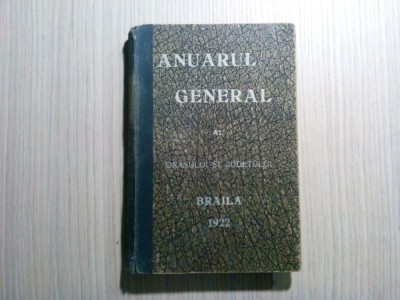 ANUARUL
GENERAL
AL
ORAȘULUI ȘI JUDEȚULUI
BRAILA
1922